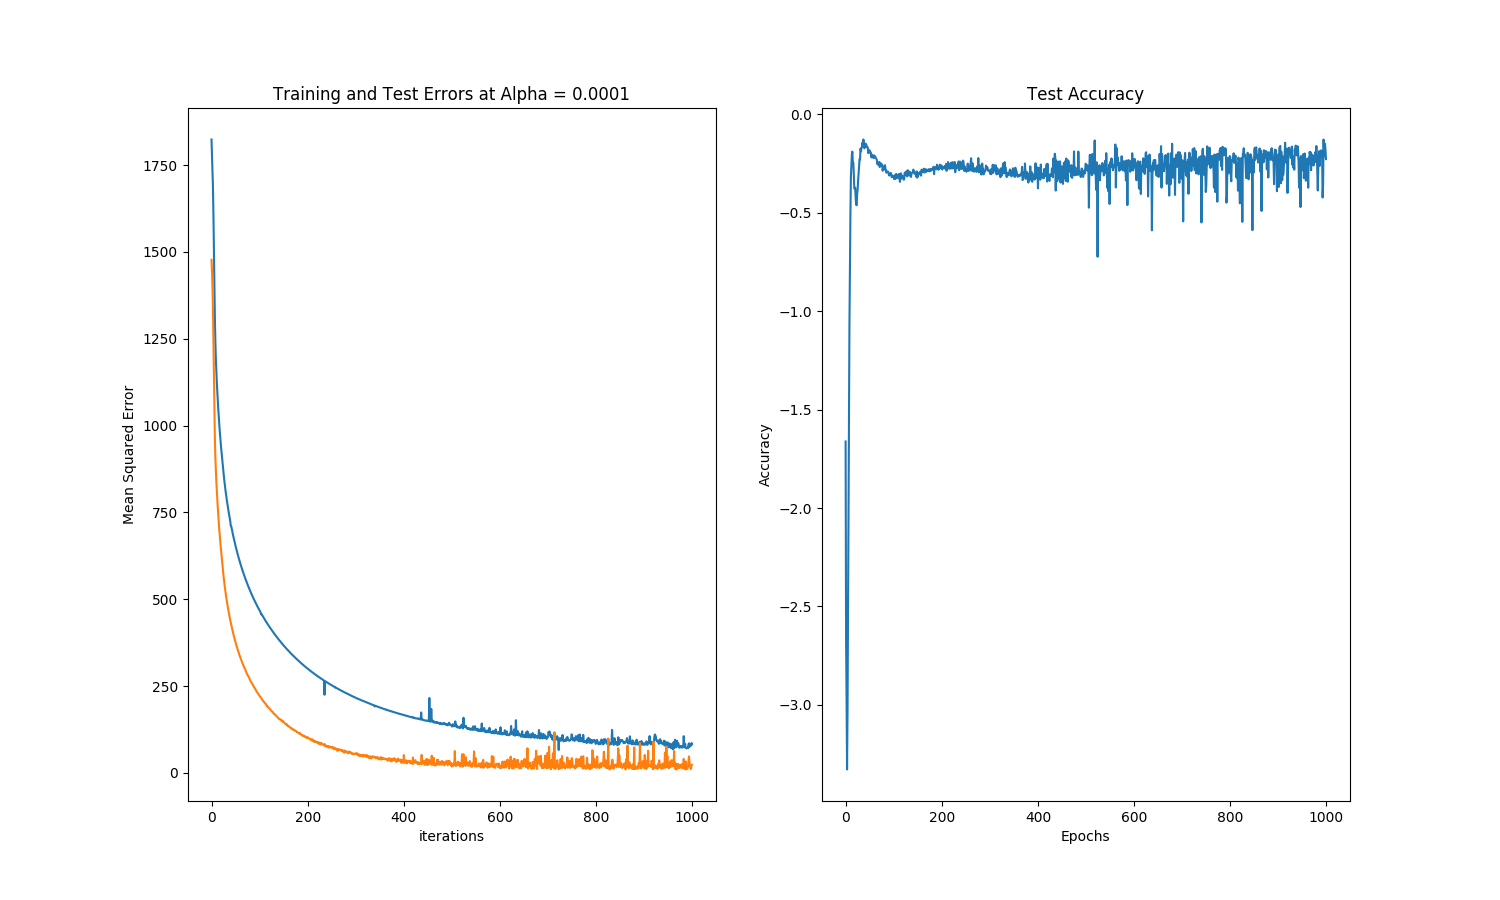 Training and Test Errors at Alpha = 0.0001
Mean Squared Error
1750
1500
1250
1000
750
500
250
0
0 200 400 600 800 1000
iterations
Test Accuracy
Accuracy
0.0
−0.5
−1.0
−1.5
−2.0
−2.5
−3.0
0 200 400 600 800 1000
Epochs